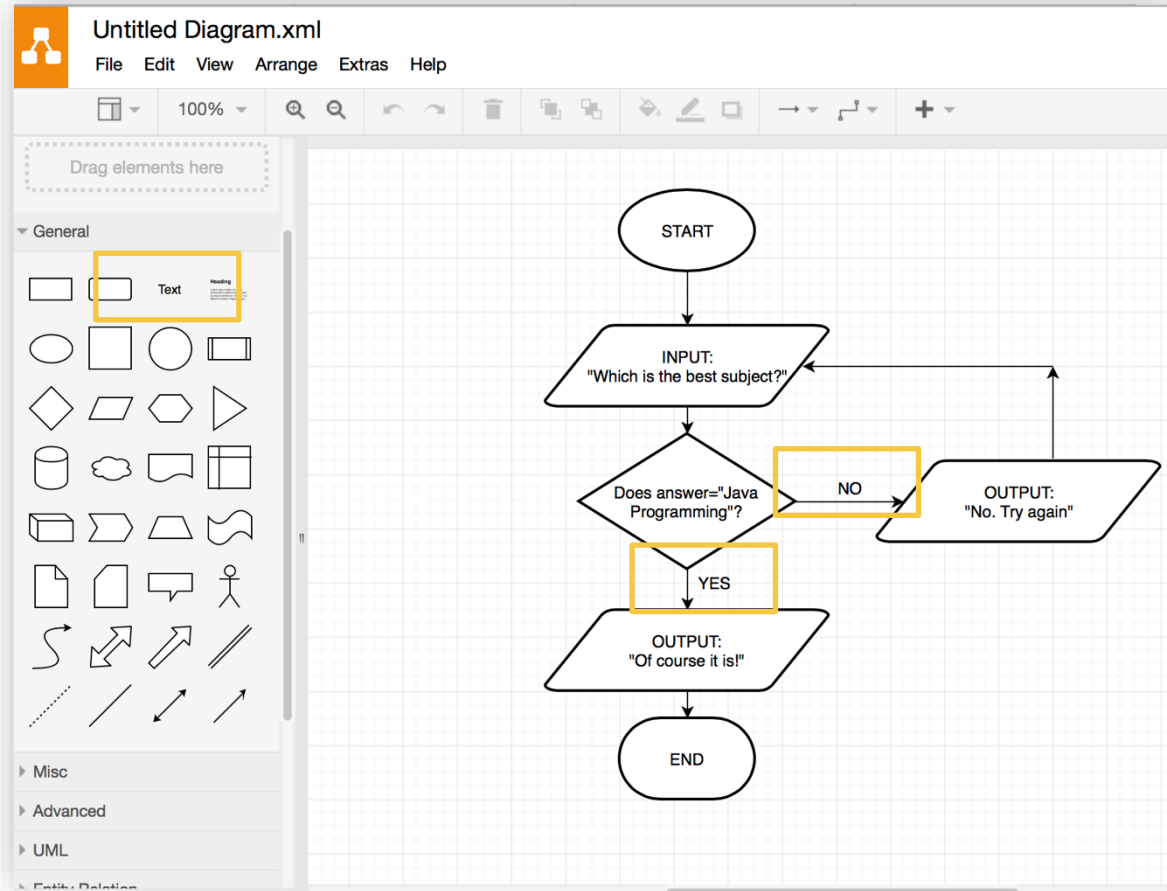 Untitled Diagram.xml
File Edit View Arrange Extras Help
100%
Drag elements here
General
Text
Heading
Misc
Advanced
UML
Entity Relation
START
INPUT:
"Which is the best subject?"
Does answer="Java
Programming"?
NO
OUTPUT:
"No. Try again"
YES
OUTPUT:
"Of course it is!"
END